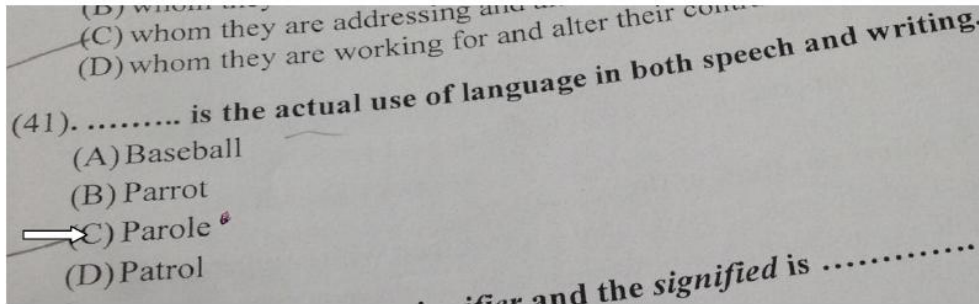 (C) whom they are addressing
(D) whom they are working for and alter their
(41). ......... is the actual use of language in both speech and writing.
(A) Baseball
(B) Parrot
(C) Parole
(D) Patrol
and the signified is .............